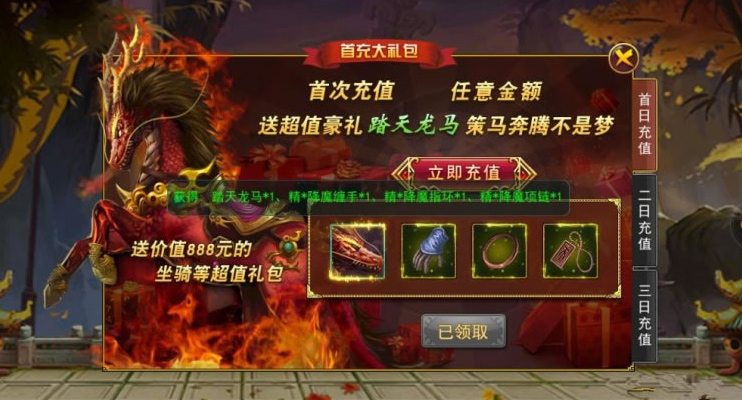 首充大礼包
首次充值 任意金额
送超值豪礼踏天龙马策马奔腾不是梦
立即充值
获得：踏天龙马*1、精*降魔缠手*1、精*降魔指环*1、精*降魔项链*1
送价值888元的
坐骑等超值礼包
已领取
首日充值
二日充值
三日充值